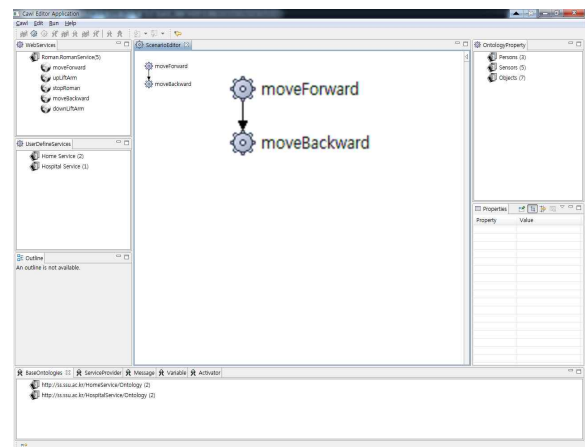 Cawl Editor Application
Cawl Edit Run Help
WebServices
Roman RomanService(5)
moveForward
upLiftArm
stopRoman
moveBackward
downLiftArm
UserDefineServices
Home Service (2)
Hospital Service (1)
Outline
An outline is not available.
ScenarioEditor
moveForward
moveBackward
moveForward
moveBackward
OntologyProperty
Persons (3)
Sensors (5)
Objects (7)
Properties
Property Value
BaseOntologies ServiceProvider Message Variable Activator
http://ss.ssu.ac.kr/HomeService/Ontology (2)
http://ss.ssu.ac.kr/HospitalService/Ontology (2)